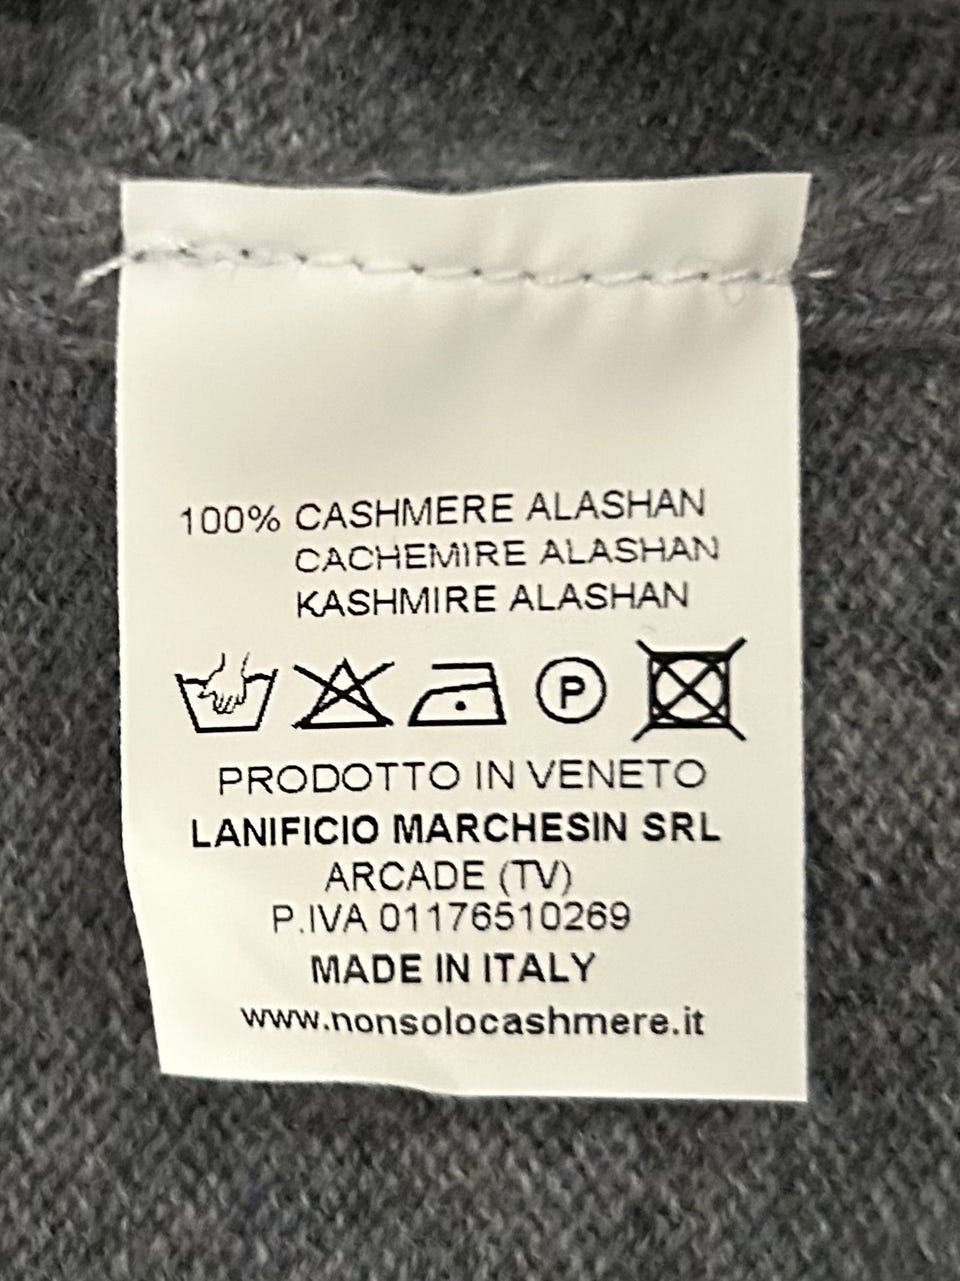 100% CASHMERE ALASHAN
CACHEMIRE ALASHAN
KASHMIRE ALASHAN
P
PRODOTTO IN VENETO
LANIFICIO MARCHESIN SRL
ARCADE (TV)
P.IVA 01176510269
MADE IN ITALY
www.nonsolocashmere.it